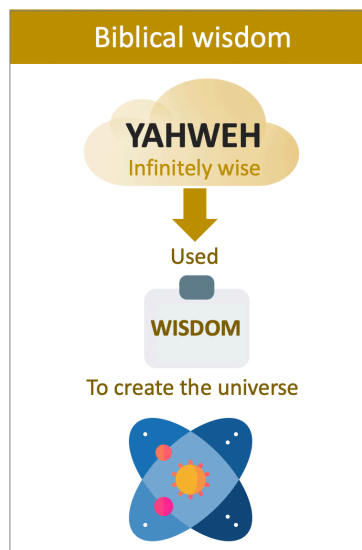 Biblical wisdom
YAHWEH
Infinitely wise
Used
WISDOM
To create the universe